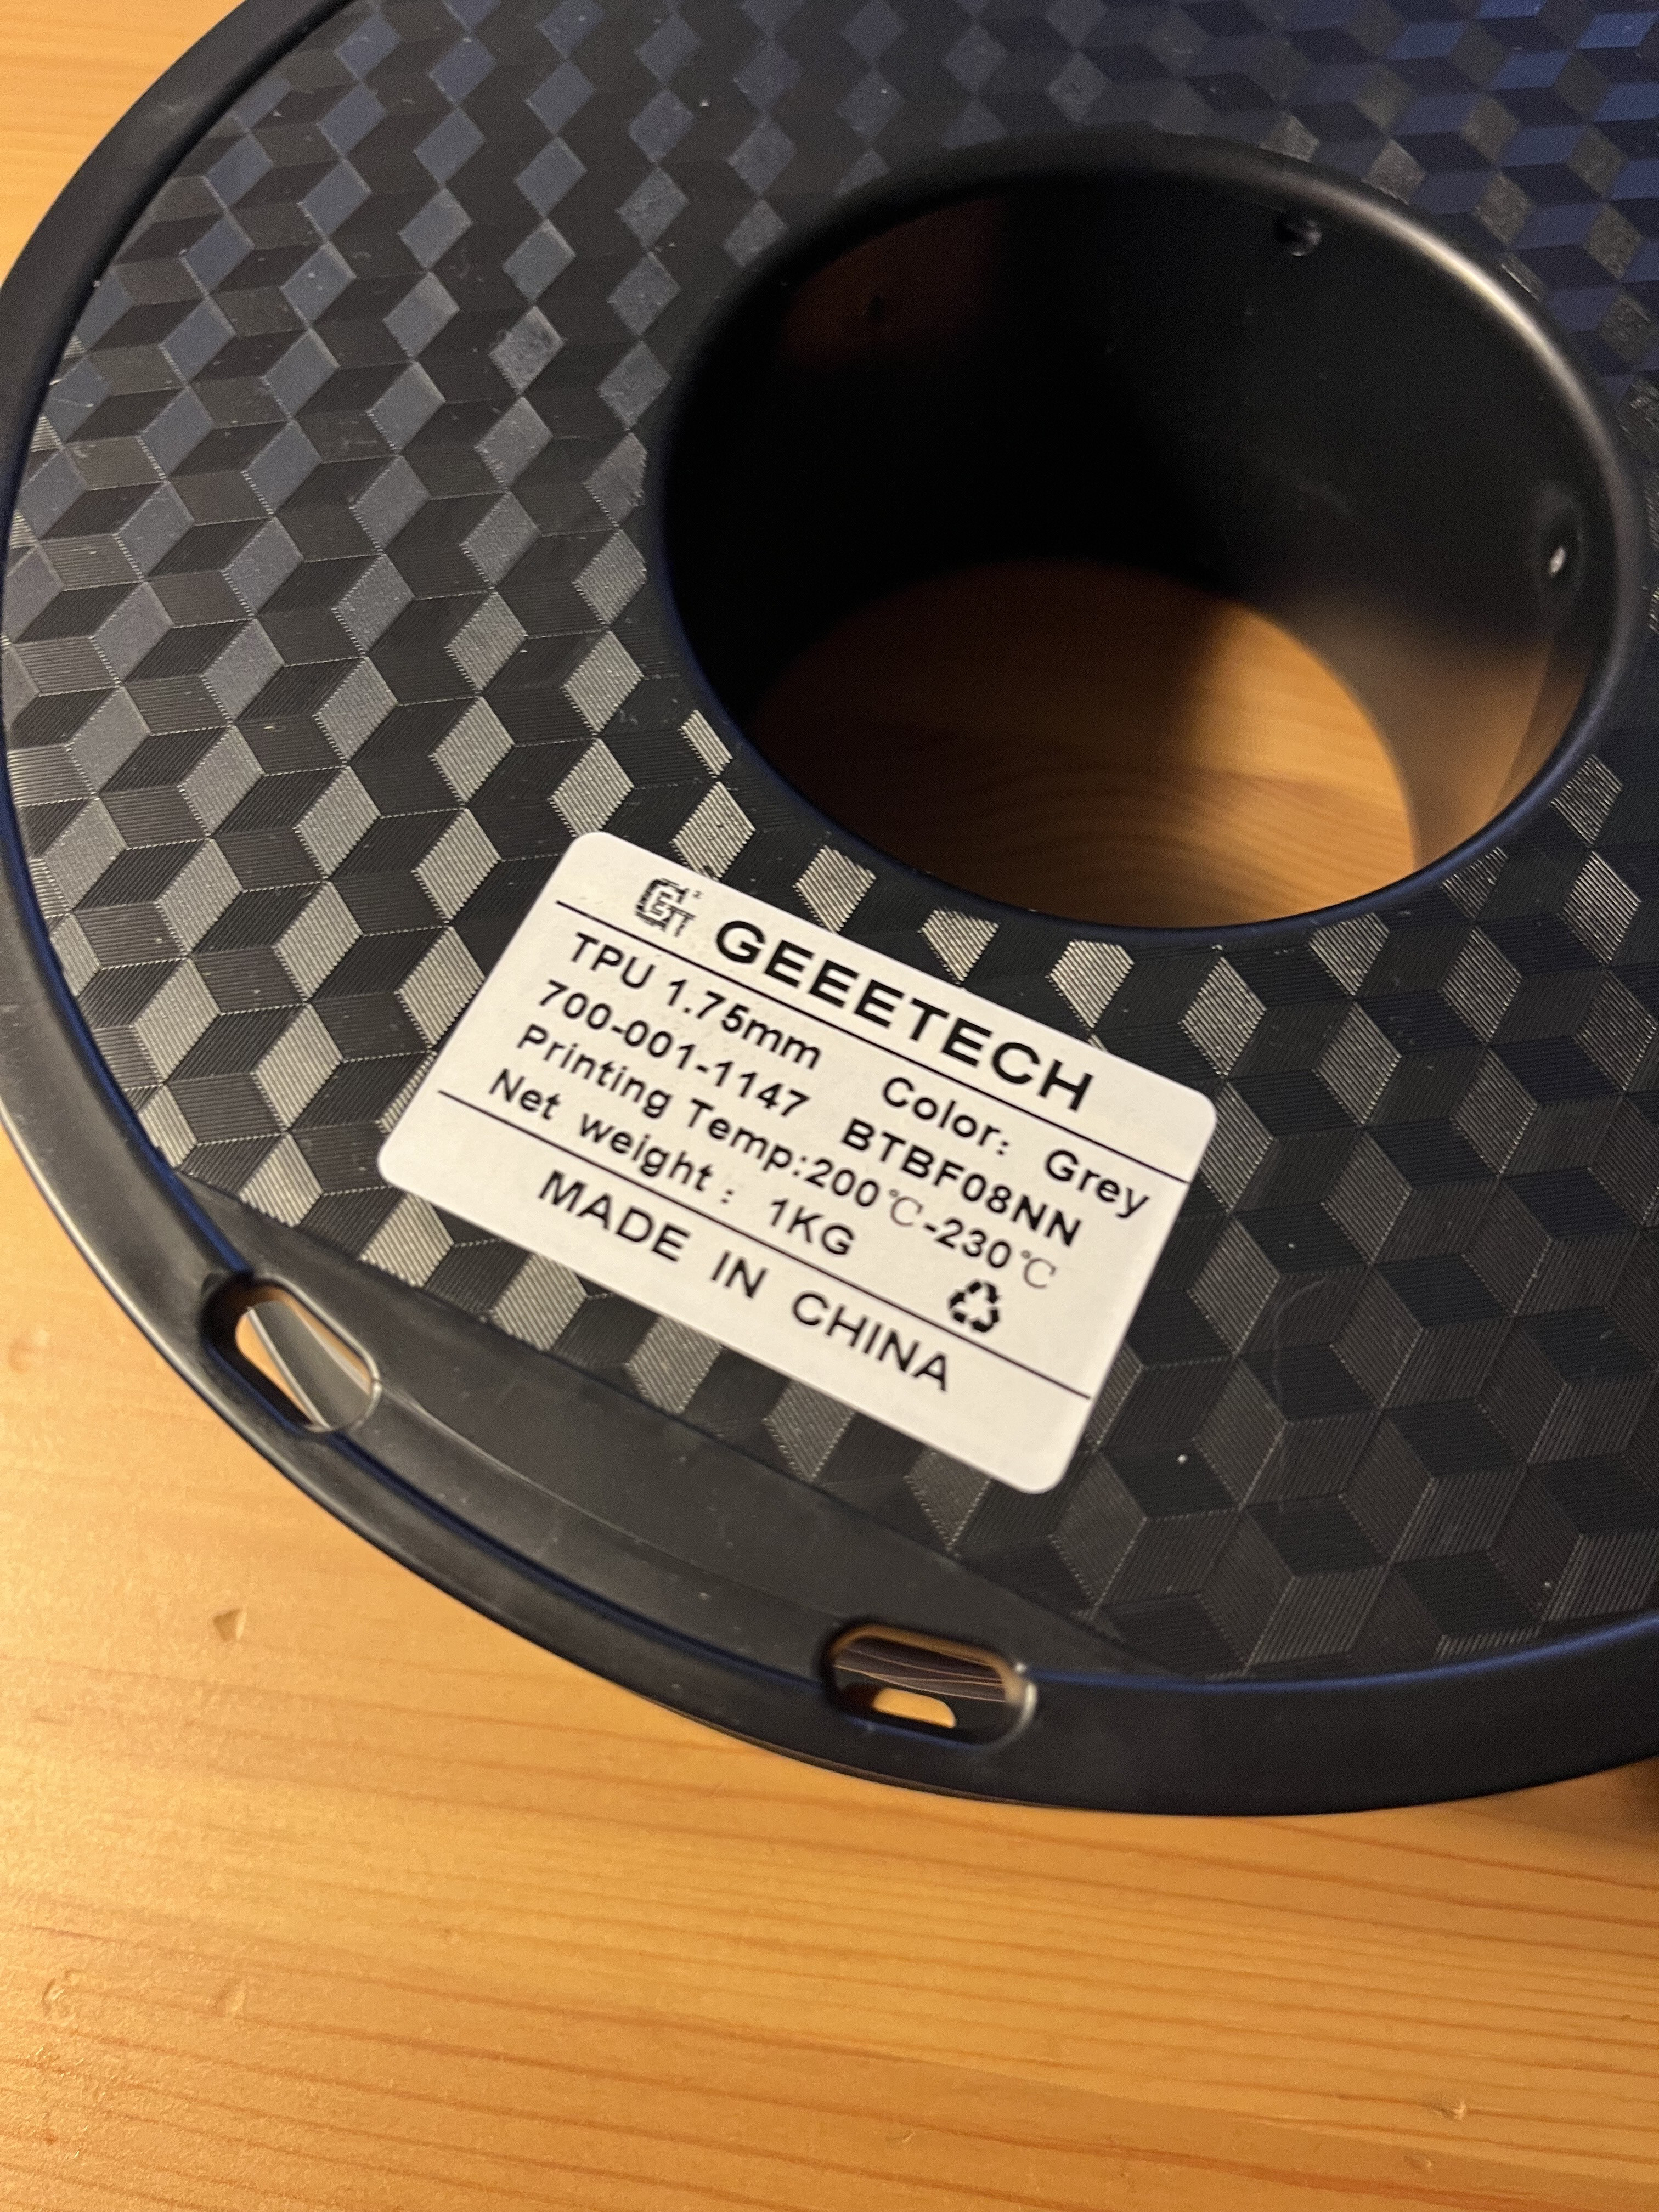 GEEETECH
TPU 1.75mm Color: Grey
700-001-1147 BTBF08NN
Printing Temp:200℃-230℃
Net weight: 1KG
MADE IN CHINA